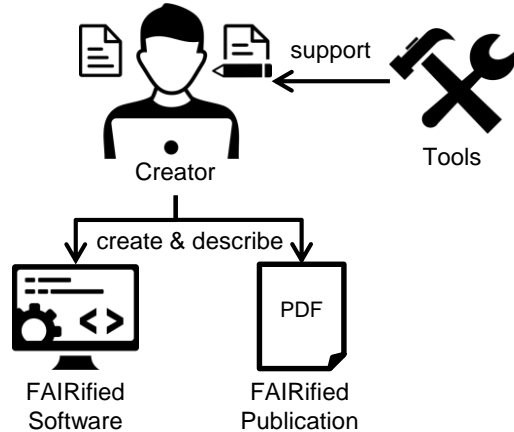 support
Tools
Creator
create & describe
< >
PDF
FAIRified
Software
FAIRified
Publication